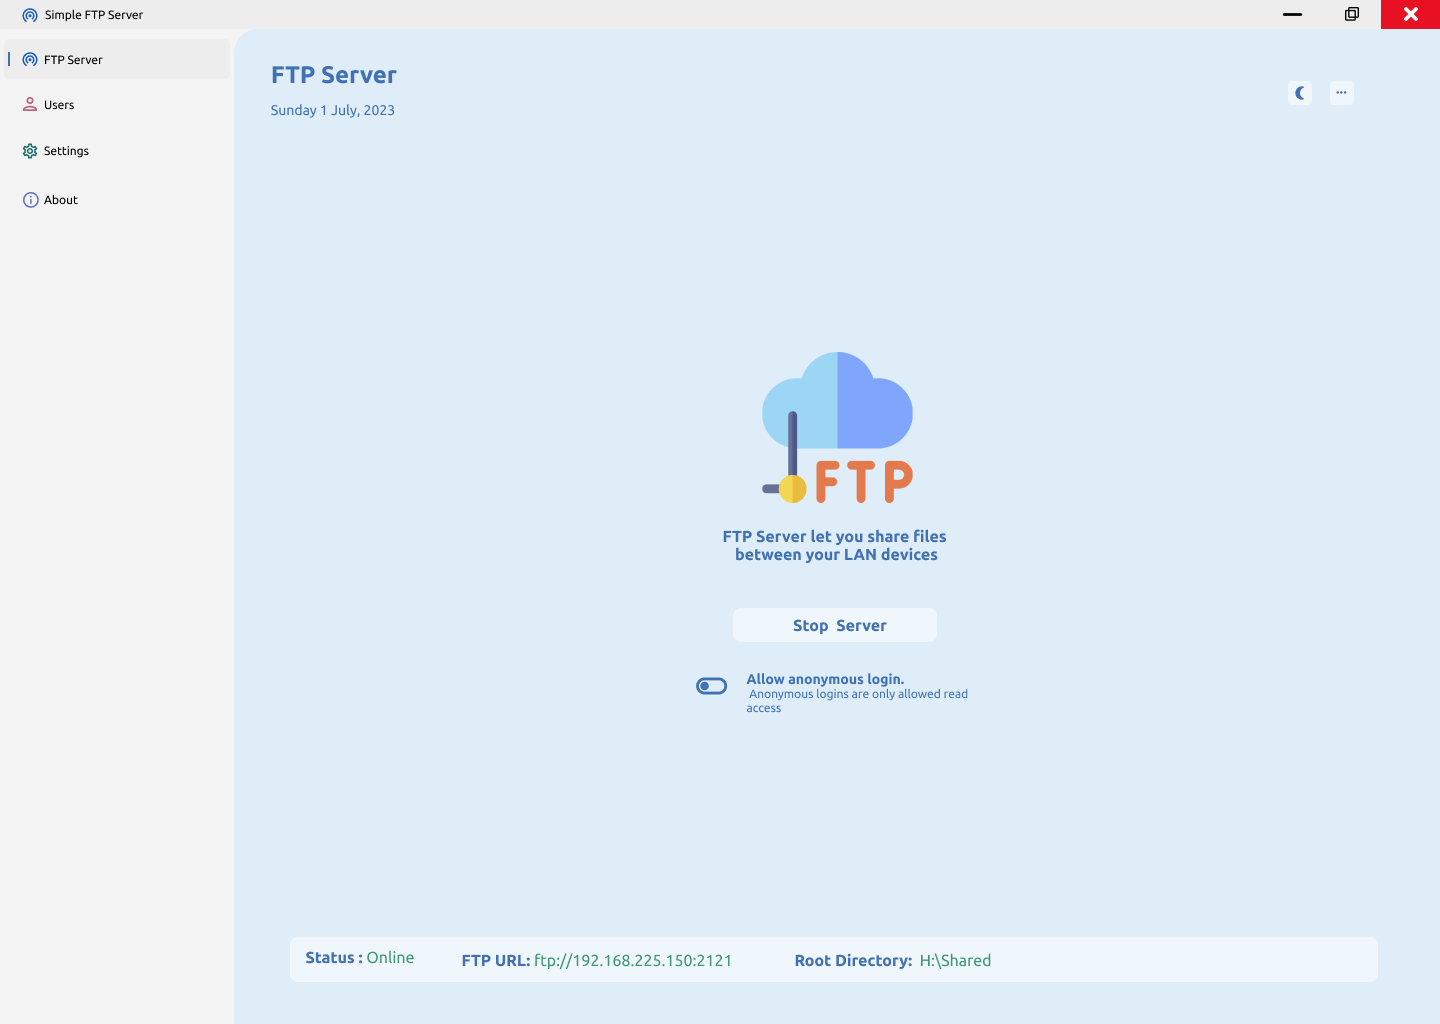 Simple FTP Server
FTP Server
Users
Settings
About
FTP Server
Sunday 1 July, 2023
FTP
FTP Server let you share files
between your LAN devices
Stop Server
Allow anonymous login.
Anonymous logins are only allowed read
access
Status : Online
FTP URL: ftp://192.168.225.150:2121
Root Directory: H:\Shared